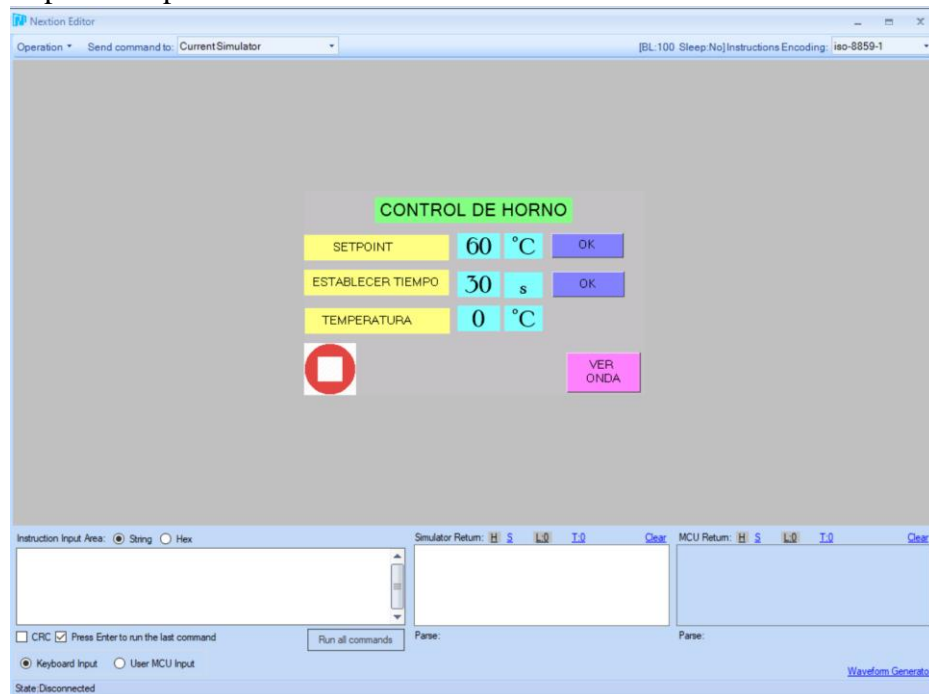 Nextion Editor
Operation Send command to: Current Simulator [BL:100 Sleep:No] Instructions Encoding: iso-8859-1
CONTROL DE HORNO
SETPOINT 60 °C OK
ESTABLECER TIEMPO 30 s OK
TEMPERATURA 0 °C
VER
ONDA
Instruction Input Area: String Hex Simulator Return: H S L:0 T:0 Clear MCU Return: H S L:0 T:0 Clear
CRC Press Enter to run the last command Run all commands Parse: Parse:
Keyboard Input User MCU Input
Waveform Generato
State:Disconnected